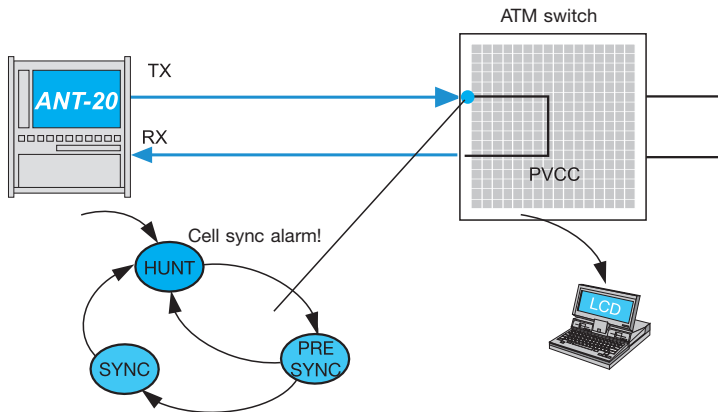 ATM switch
TX
ANT-20
RX
PVCC
Cell sync alarm!
HUNT
LCD
PRE
SYNC
SYNC